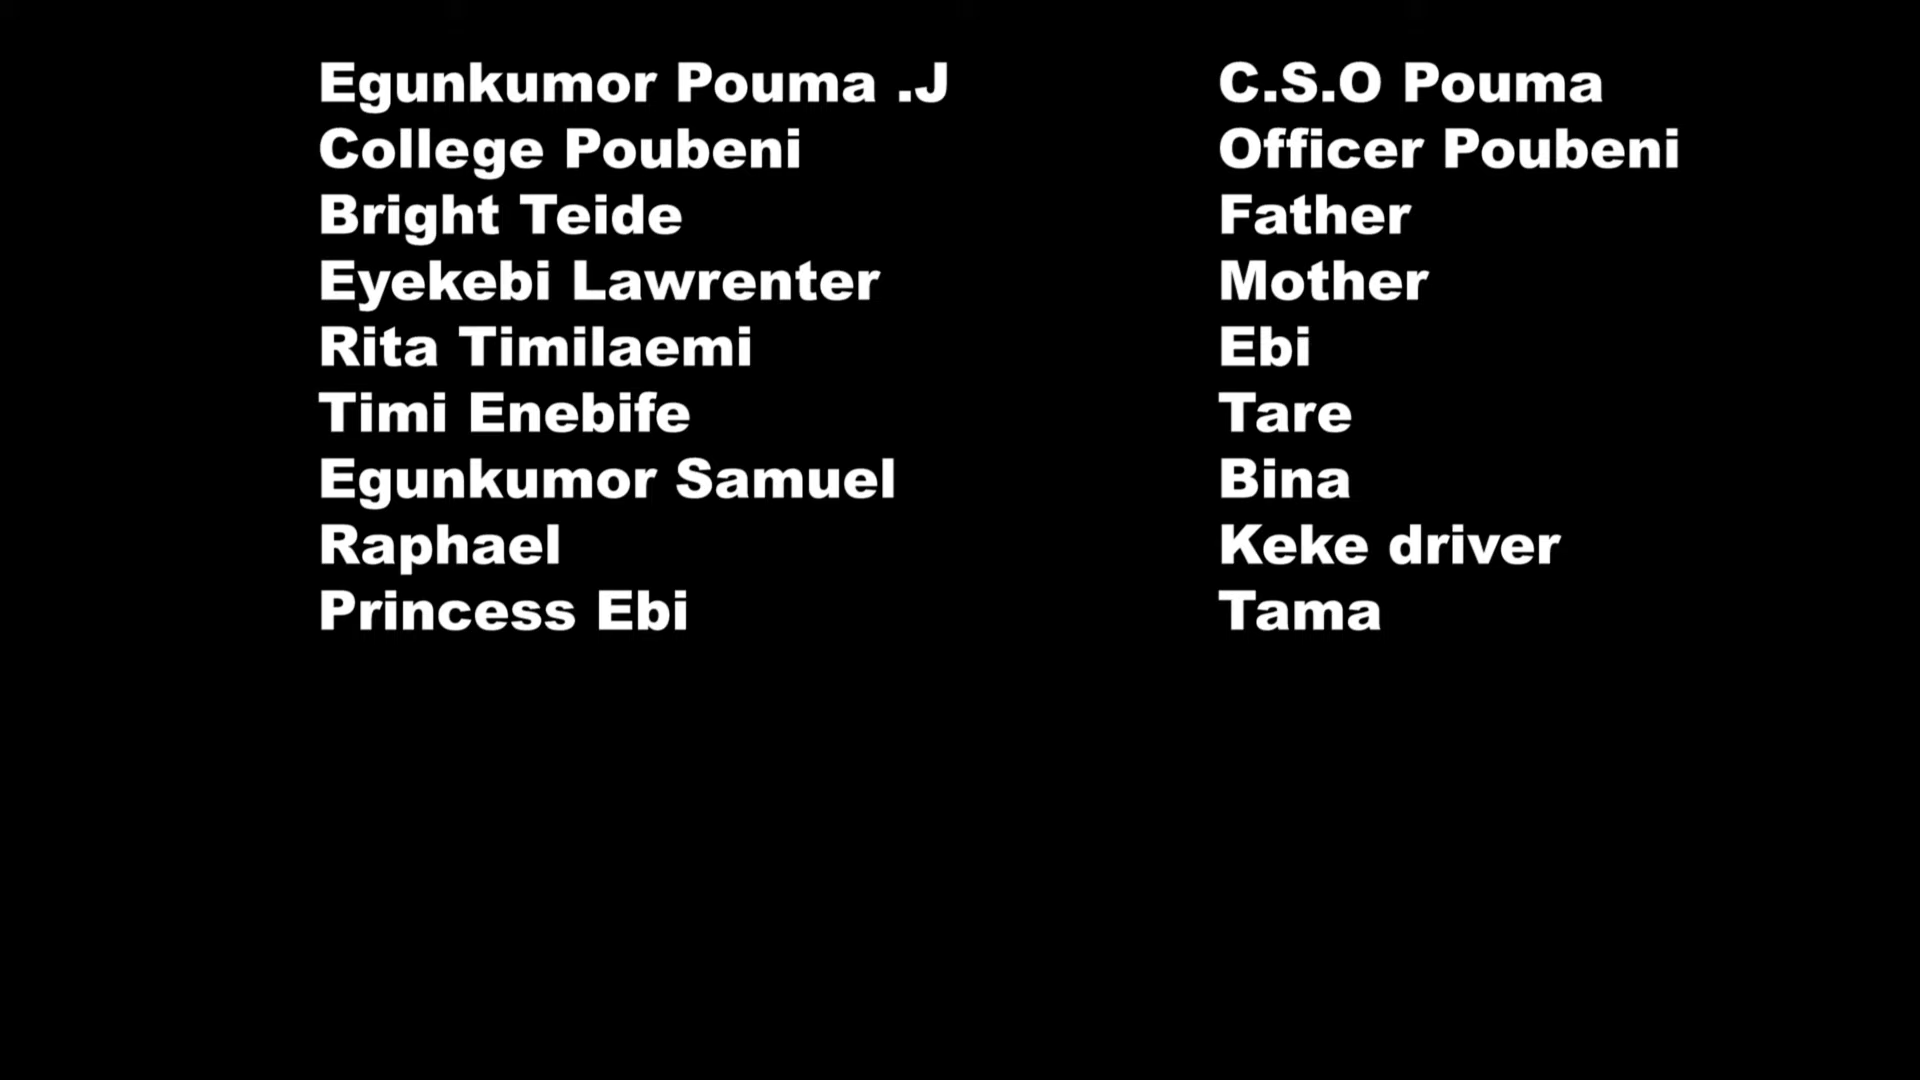 Egunkumor Pouma .J C.S.O Pouma
College Poubeni Officer Poubeni
Bright Teide Father
Eyekebi Lawrenter Mother
Rita Timilaemi Ebi
Timi Enebife Tare
Egunkumor Samuel Bina
Raphael Keke driver
Princess Ebi Tama